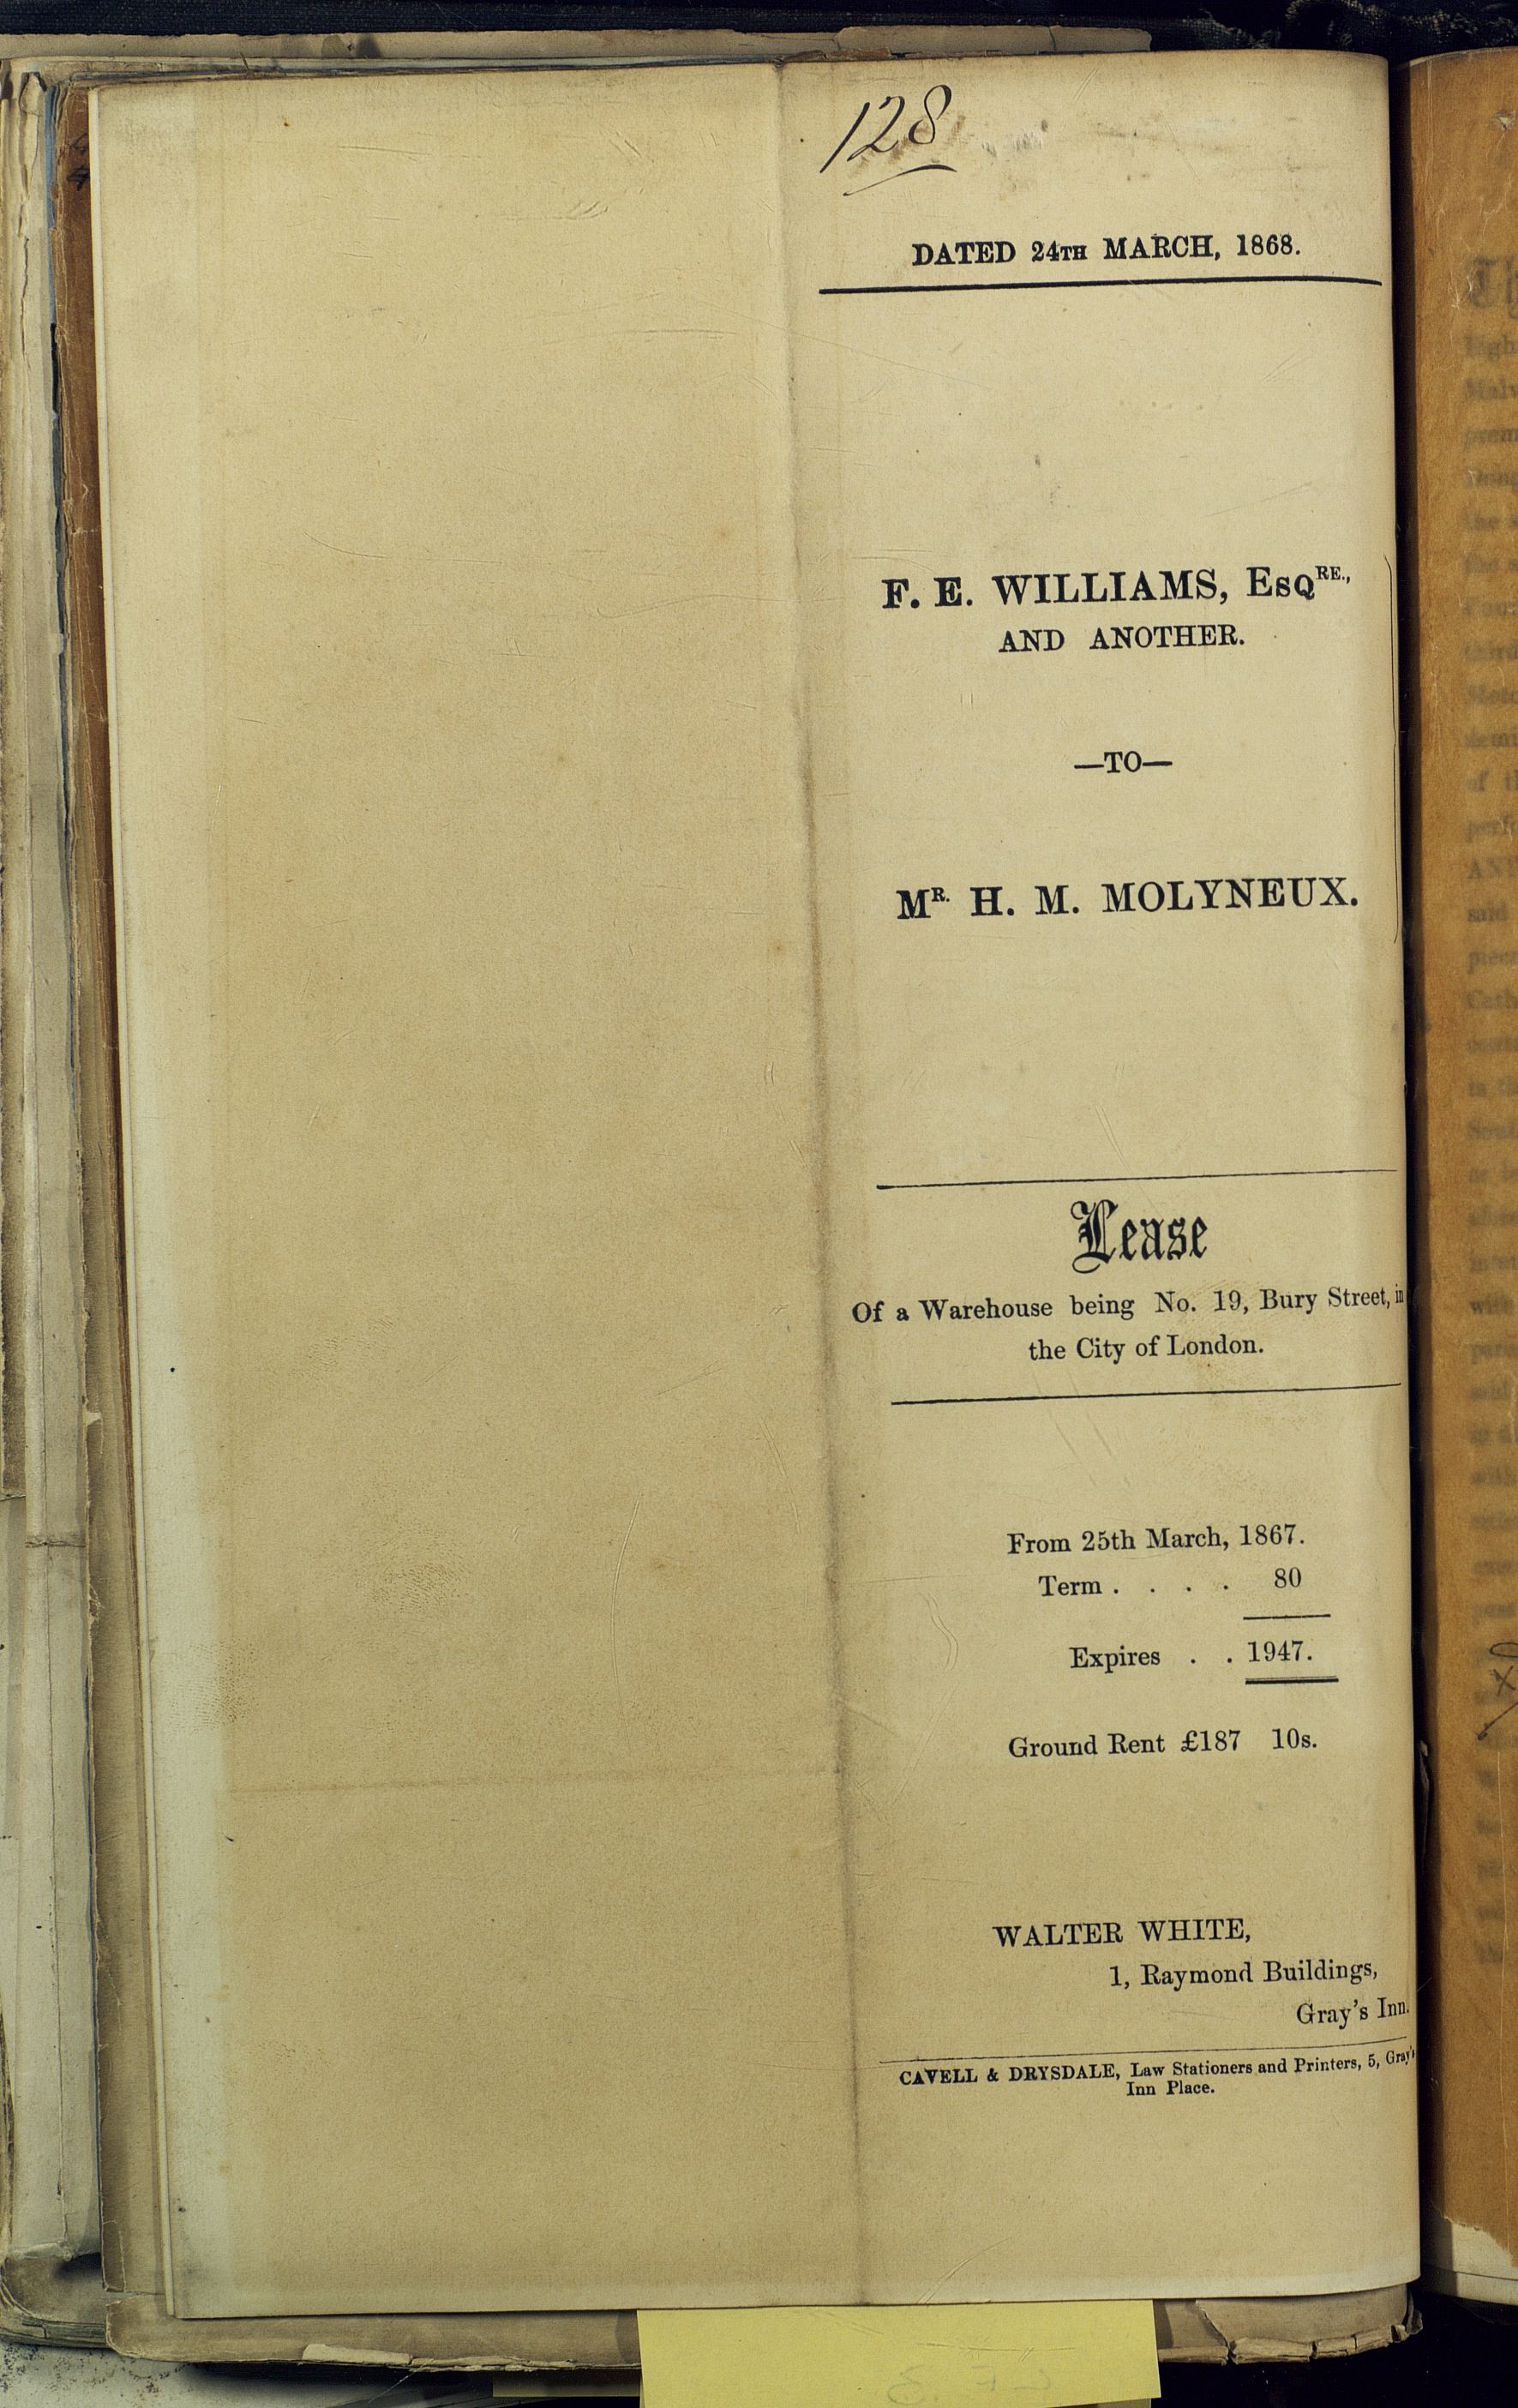 128
DATED 24TH MARCH, 1868.
F. E. WILLIAMS, ESQRE.,
AND ANOTHER.
—TO—
MR. H. M. MOLYNEUX.
Lease
Of a Warehouse being No. 19, Bury Street, in
the City of London.
From 25th March, 1867.
Term . . . . 80
Expires . . 1947.
Ground Rent £187 10s.
WALTER WHITE,
1, Raymond Buildings,
Gray's Inn.
CAVELL & DRYSDALE, Law Stationers and Printers, 5, Gray's
Inn Place.